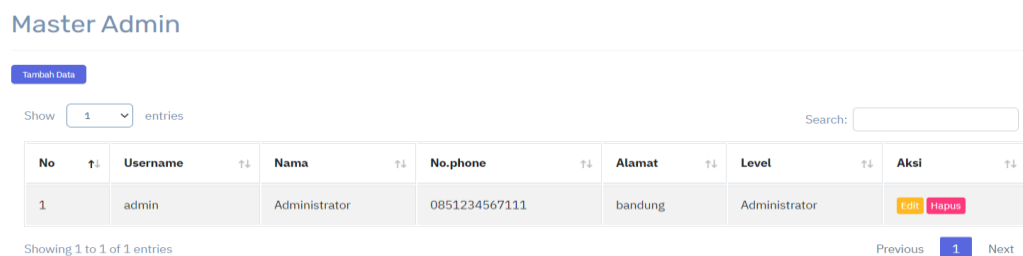 Master Admin
Tambah Data
Show 1 entries
Search:
No Username Nama No.phone Alamat Level Aksi
1 admin Administrator 0851234567111 bandung Administrator Edit Hapus
Showing 1 to 1 of 1 entries
Previous 1 Next